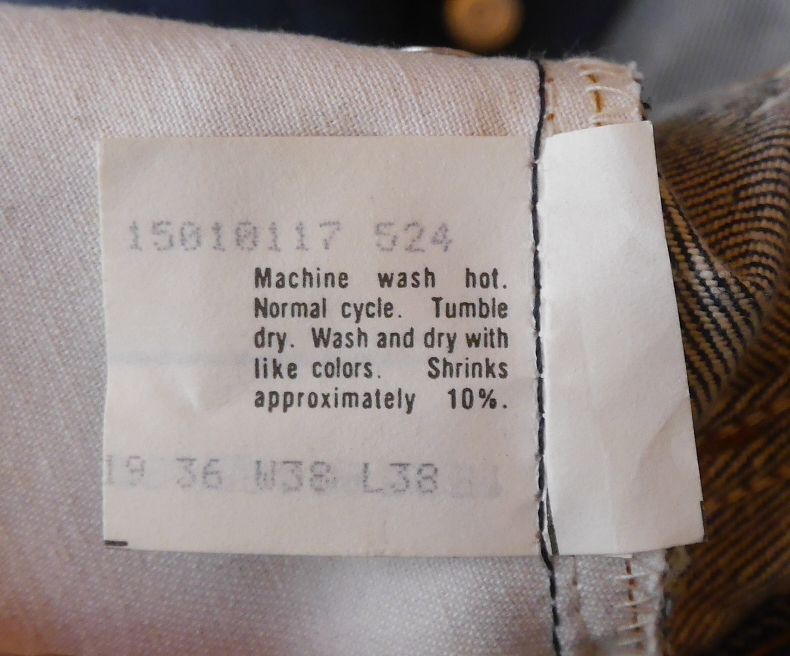 15010117 524
Machine wash hot.
Normal cycle. Tumble
dry. Wash and dry with
like colors. Shrinks
approximately 10%.
19 36 W38 L38